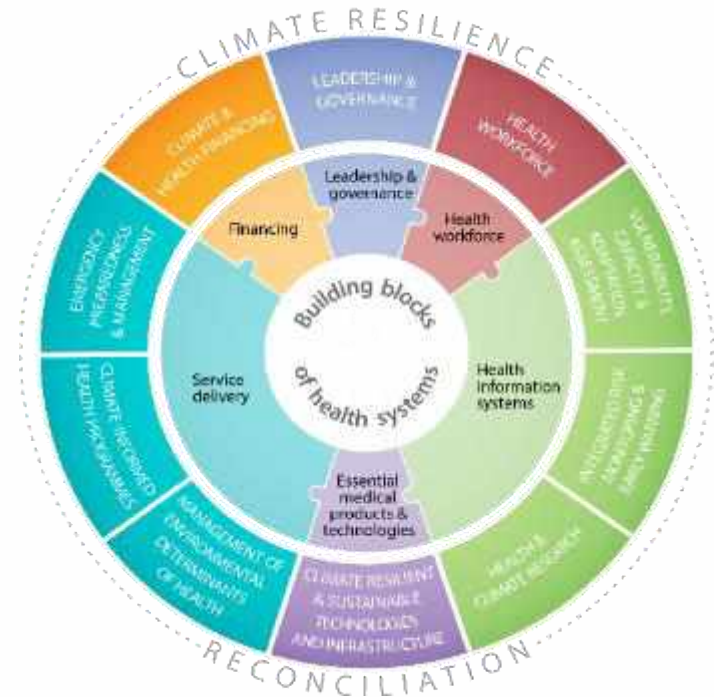 CLIMATE RESILIENCE
LEADERSHIP &
GOVERNANCE
HEALTH
WORKFORCE
VULNERABILITY,
CAPACITY &
ADAPTATION
ASSESSMENT
INTEGRATED RISK
MONITORING &
EARLY WARNING
HEALTH &
CLIMATE RESEARCH
CLIMATE RESILIENT
& SUSTAINABLE
TECHNOLOGIES
AND INFRASTRUCTURE
MANAGEMENT OF
ENVIRONMENTAL
DETERMINANTS
OF HEALTH
CLIMATE INFORMED
HEALTH PROGRAMMES
EMERGENCY
PREPAREDNESS
& MANAGEMENT
CLIMATE &
HEALTH FINANCING
Leadership &
governance
Health
workforce
Health
information
systems
Essential
medical
products &
technologies
Service
delivery
Financing
Building blocks
of health systems
RECONCILIATION